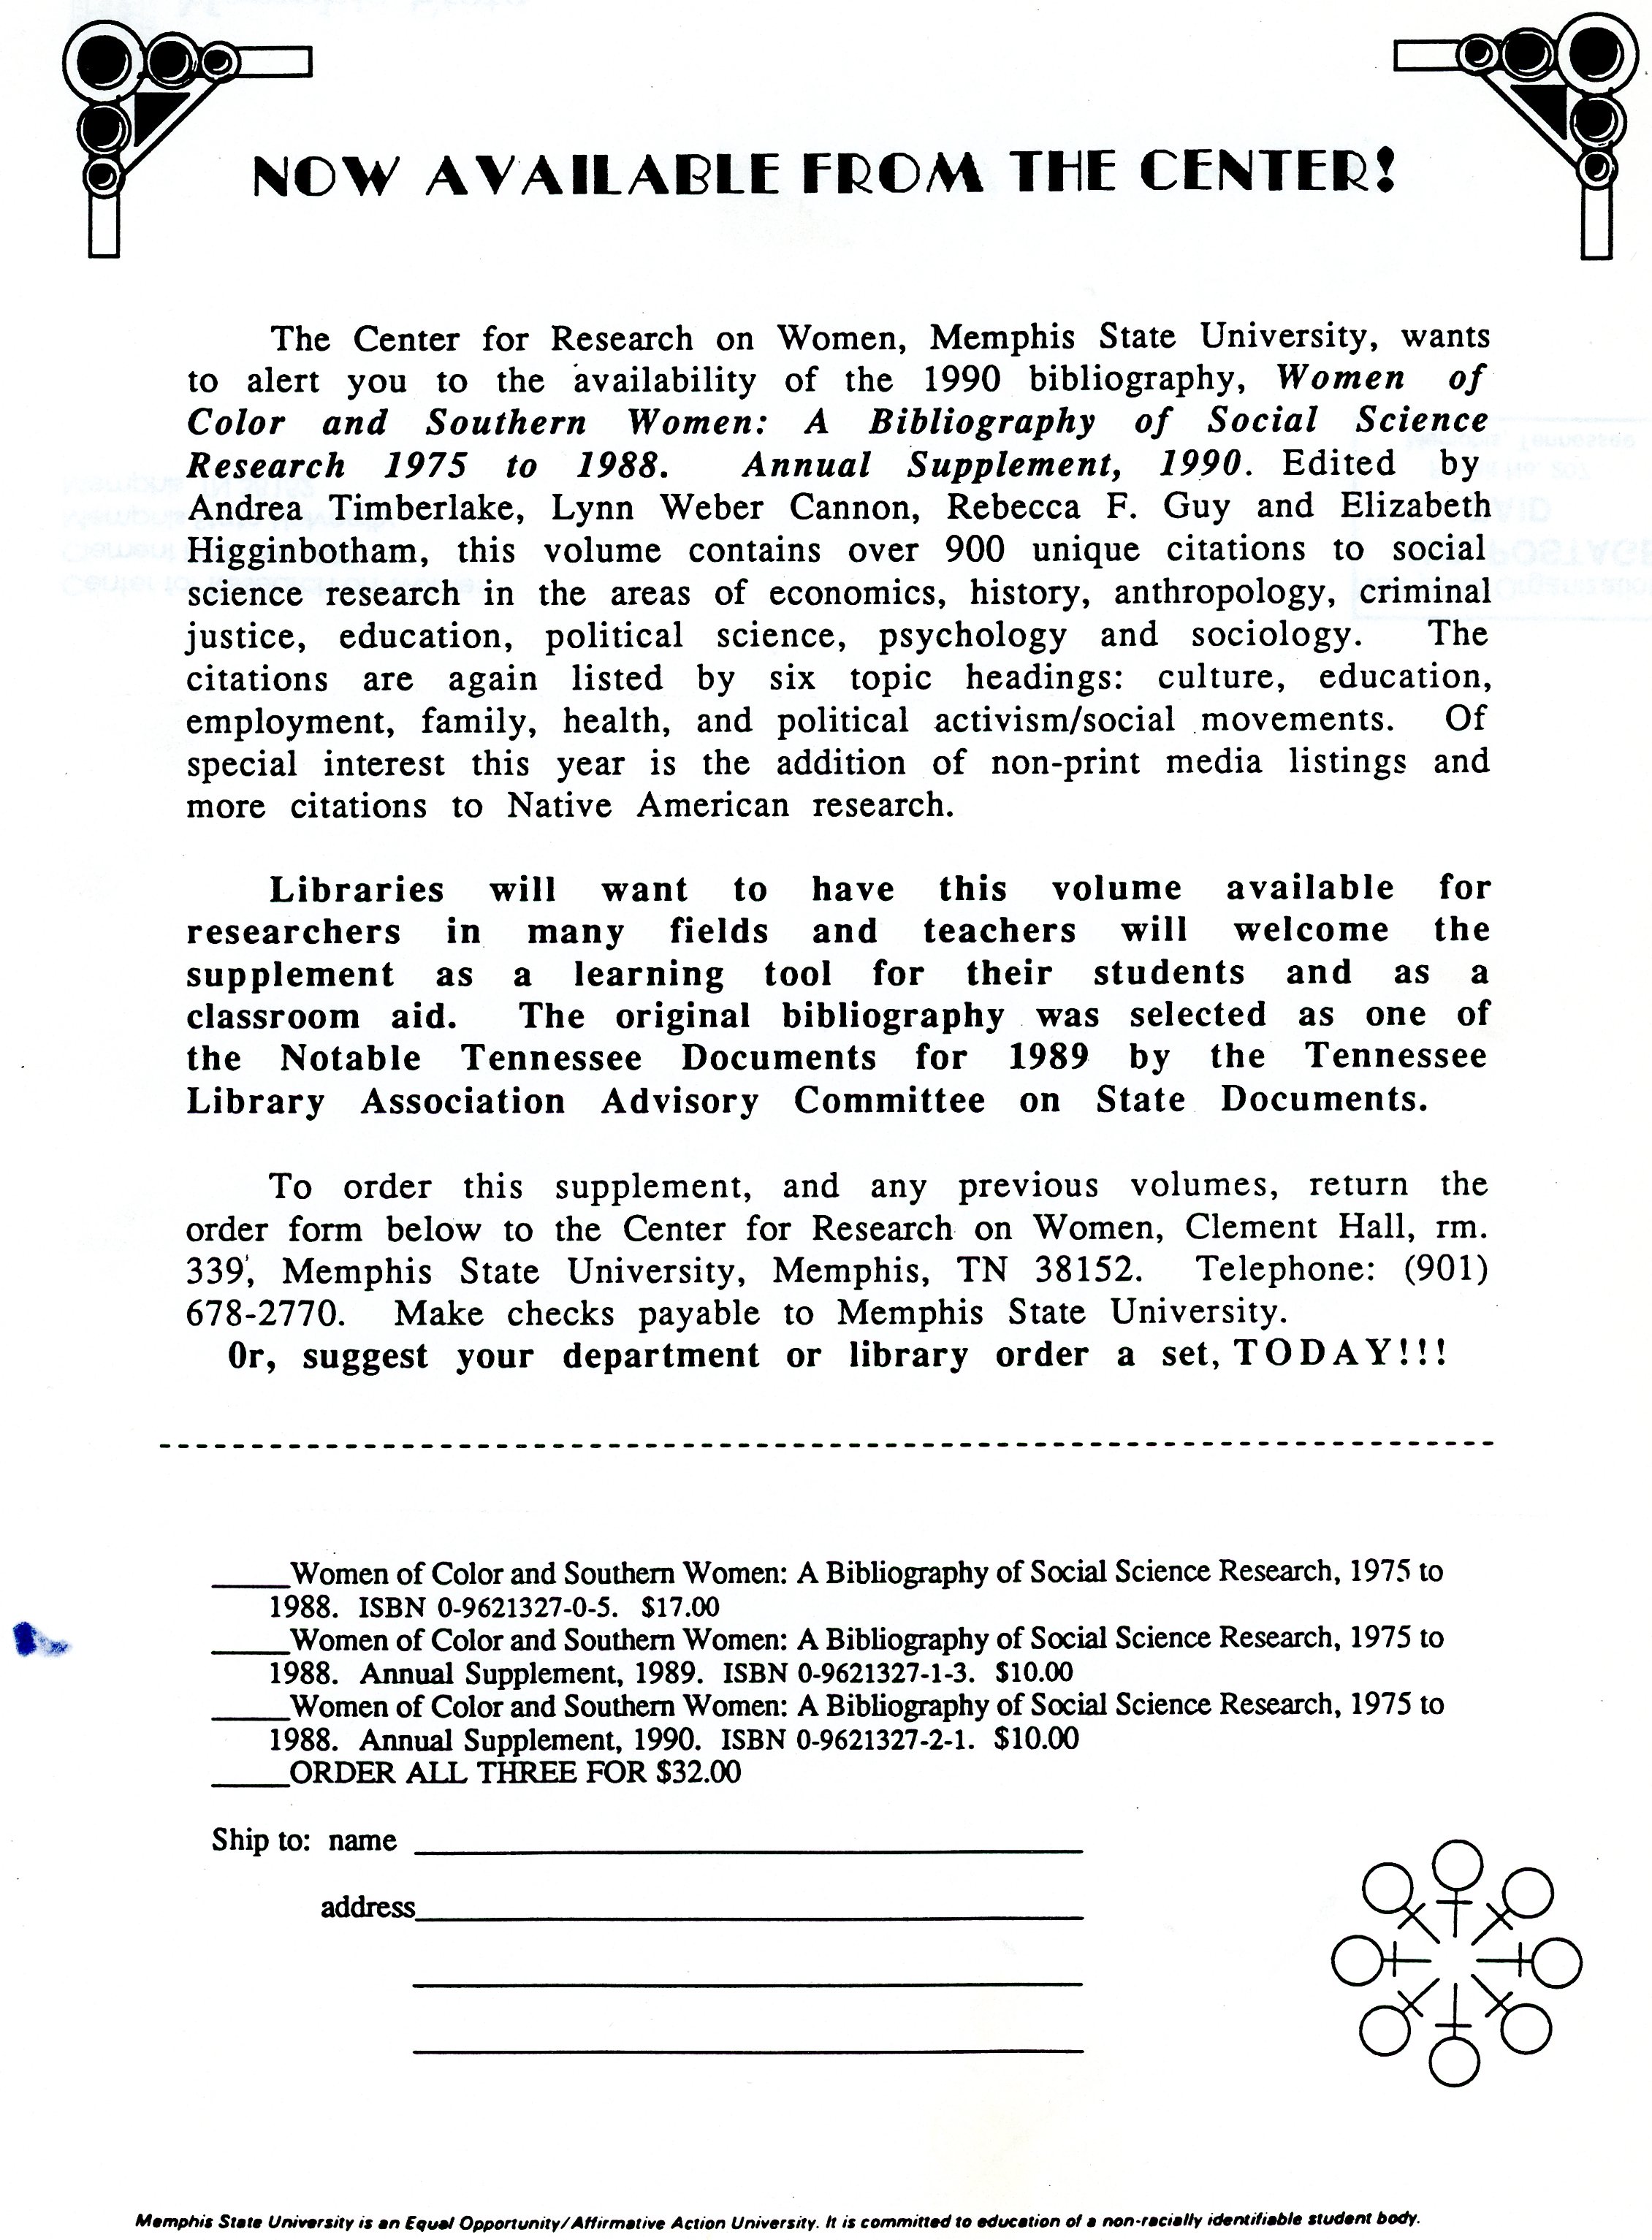 NOW AVAILABLE FROM THE CENTER!
The Center for Research on Women, Memphis State University, wants
to alert you to the availability of the 1990 bibliography, Women of
Color and Southern Women: A Bibliography of Social Science
Research 1975 to 1988. Annual Supplement, 1990. Edited by
Andrea Timberlake, Lynn Weber Cannon, Rebecca F. Guy and Elizabeth
Higginbotham, this volume contains over 900 unique citations to social
science research in the areas of economics, history, anthropology, criminal
justice, education, political science, psychology and sociology. The
citations are again listed by six topic headings: culture, education,
employment, family, health, and political activism/social movements. Of
special interest this year is the addition of non-print media listings and
more citations to Native American research.
Libraries will want to have this volume available for
researchers in many fields and teachers will welcome the
supplement as a learning tool for their students and as a
classroom aid. The original bibliography was selected as one of
the Notable Tennessee Documents for 1989 by the Tennessee
Library Association Advisory Committee on State Documents.
To order this supplement, and any previous volumes, return the
order form below to the Center for Research on Women, Clement Hall, rm.
339, Memphis State University, Memphis, TN 38152. Telephone: (901)
678-2770. Make checks payable to Memphis State University.
Or, suggest your department or library order a set, TODAY!!!
_____Women of Color and Southern Women: A Bibliography of Social Science Research, 1975 to
1988. ISBN 0-9621327-0-5. $17.00
_____Women of Color and Southern Women: A Bibliography of Social Science Research, 1975 to
1988. Annual Supplement, 1989. ISBN 0-9621327-1-3. $10.00
_____Women of Color and Southern Women: A Bibliography of Social Science Research, 1975 to
1988. Annual Supplement, 1990. ISBN 0-9621327-2-1. $10.00
_____ORDER ALL THREE FOR $32.00
Ship to: name
address
Memphis State University is an Equal Opportunity/Affirmative Action University. It is committed to education of a non-racially identifiable student body.